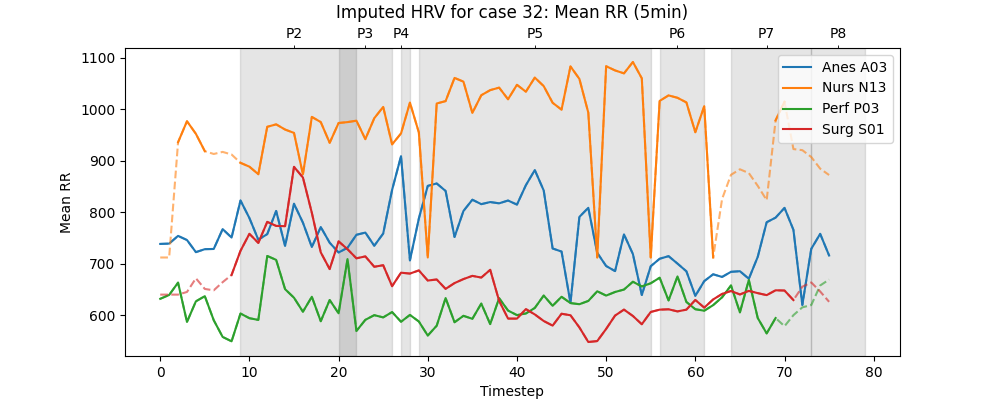 Imputed HRV for case 32: Mean RR (5min)
P2 P3 P4 P5 P6 P7 P8
1100
1000
900
800
700
600
Mean RR
Anes A03
Nurs N13
Perf P03
Surg S01
0 10 20 30 40 50 60 70 80
Timestep